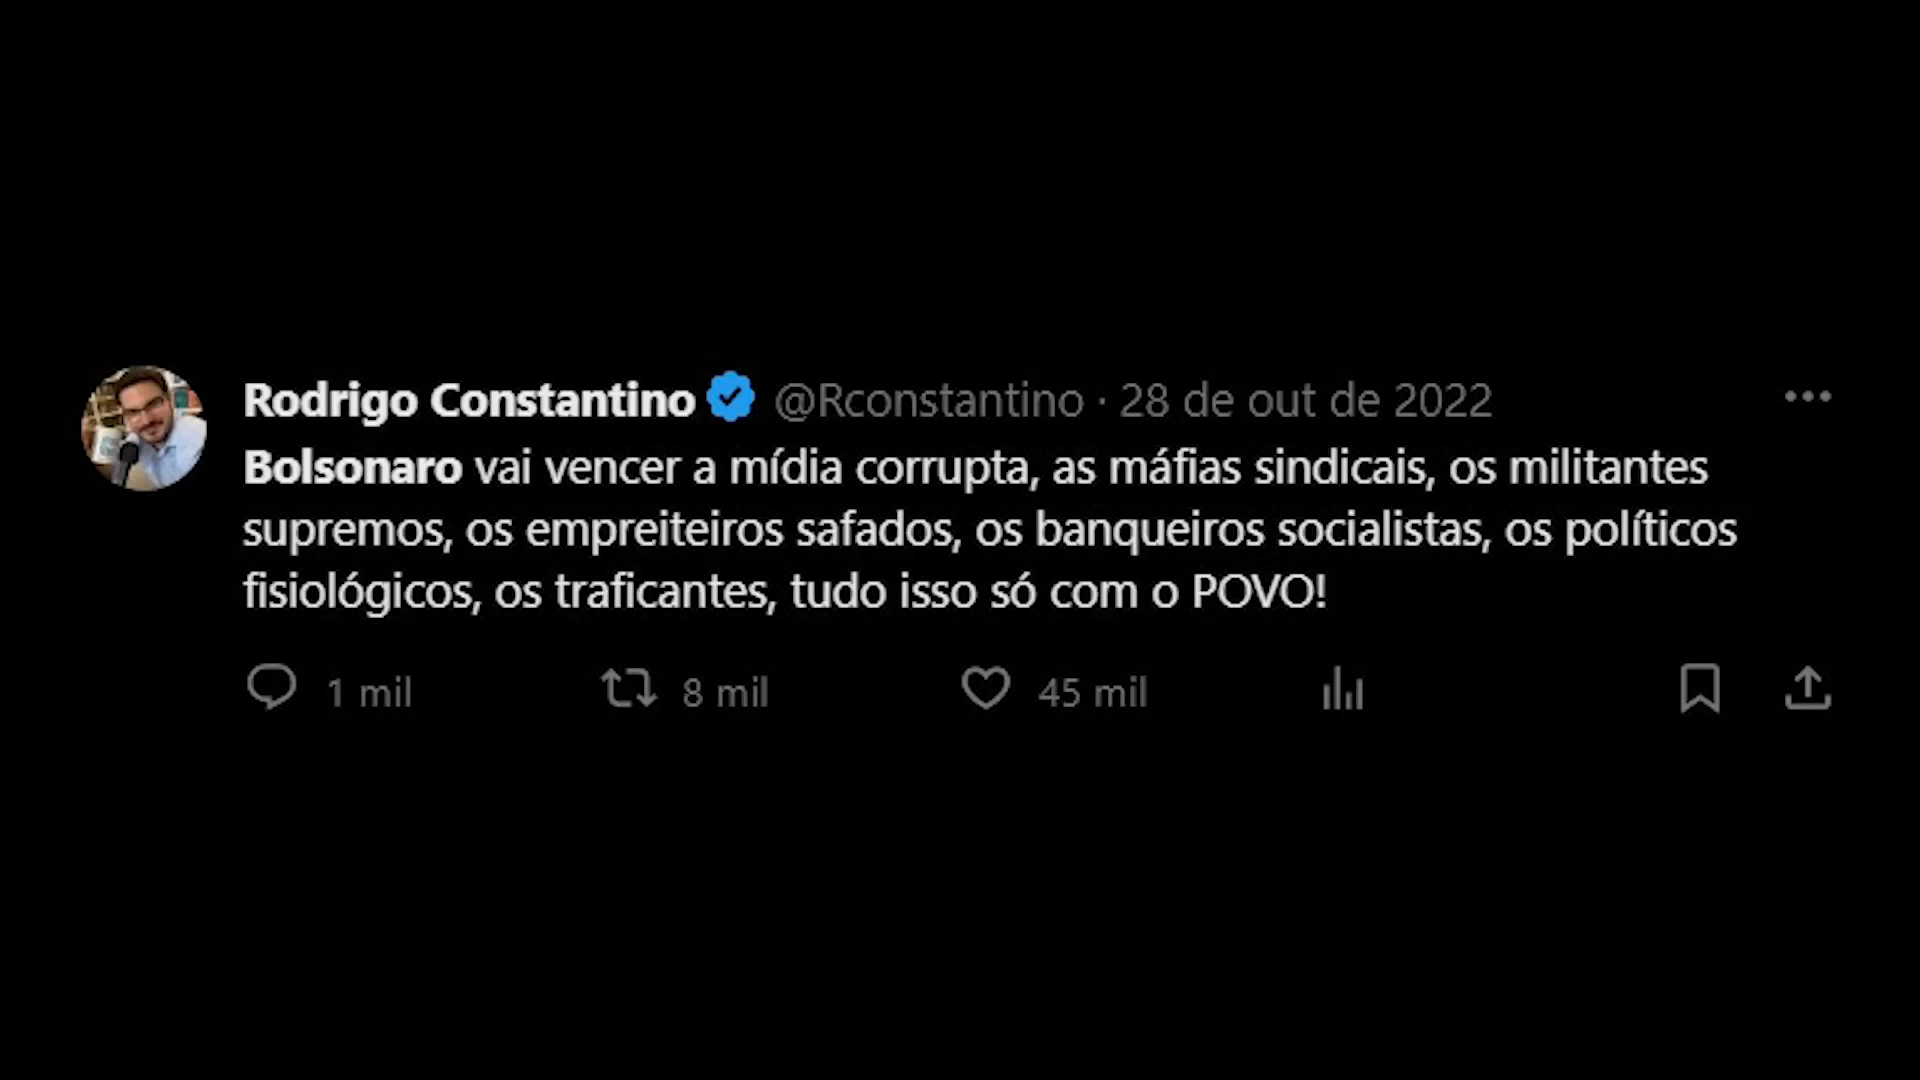 Rodrigo Constantino @Rconstantino · 28 de out de 2022
Bolsonaro vai vencer a mídia corrupta, as máfias sindicais, os militantes
supremos, os empreiteiros safados, os banqueiros socialistas, os políticos
fisiológicos, os traficantes, tudo isso só com o POVO!
1 mil 8 mil 45 mil